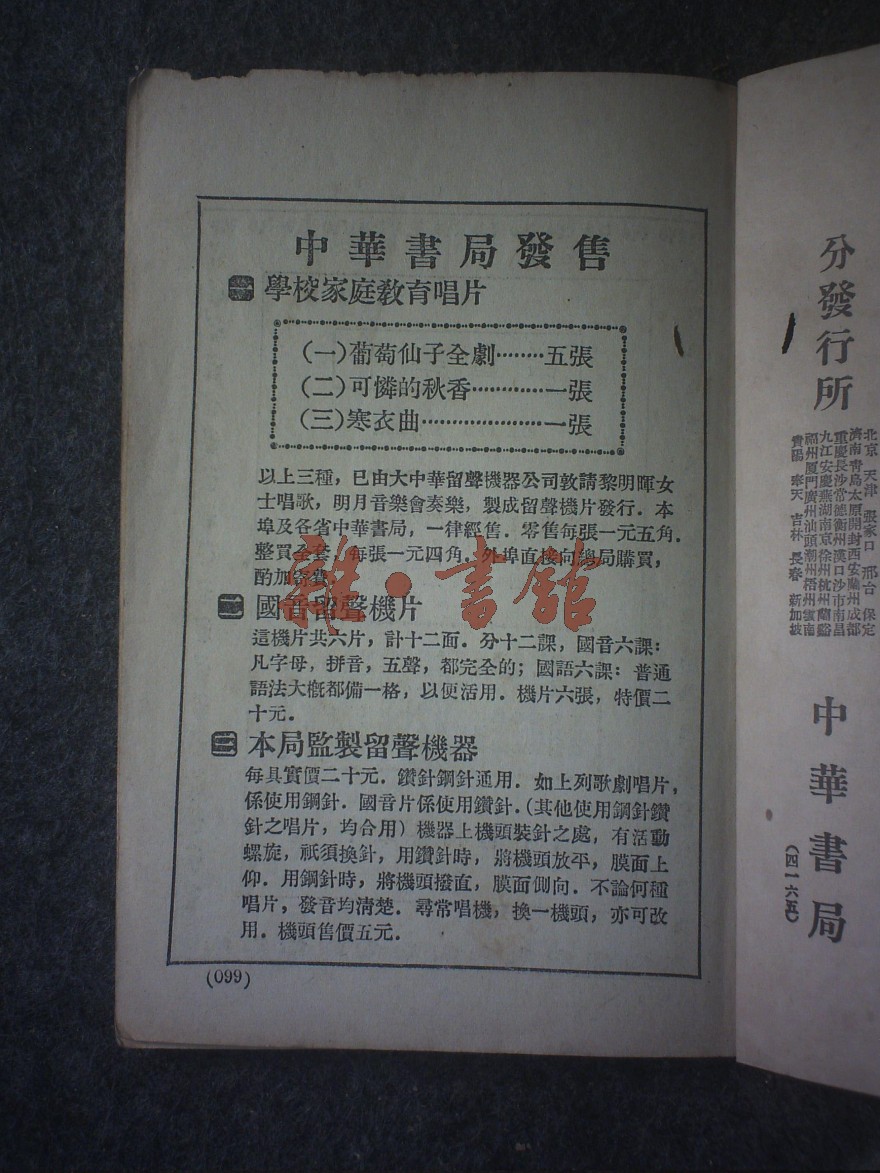 中華書局發售
一 學校家庭教育唱片
(一)葡萄仙子全劇………五張
(二)可憐的秋香…………一張
(三)寒衣曲…………………一張
以上三種，已由大中華留聲機器公司敦請黎明暉女
士唱歌，明月音樂會奏樂，製成留聲機片發行．本
埠及各省中華書局，一律經售．零售每張一元五角．
整買全套，每張一元四角．外埠直接向總局購買，
酌加寄費．
二 國音留聲機片
這機片共六片，計十二面．分十二課，國音六課：
凡字母，拼音，五聲，都完全的；國語六課：普通
語法大槪都備一格，以便活用．機片六張，特價二
十元．
三 本局監製留聲機器
每具實價二十元．鑽針鋼針通用．如上列歌劇唱片，
係使用鋼針．國音片係使用鑽針．(其他使用鋼針鑽
針之唱片，均合用)機器上機頭裝針之處，有活動
螺旋，祇須換針，用鑽針時，將機頭放平，膜面上
仰．用鋼針時，將機頭撥直，膜面側向．不論何種
唱片，發音均淸楚．尋常唱機，換一機頭，亦可改
用．機頭售價五元．
(099)
雜·書館
分發行所
北京 天津 張家口 邢台 保定
濟南青島太原開封西安蘭州成都
重慶長沙常德衡州漢口沙市南昌
九江安慶蕪湖南京徐州杭州蘭谿
福州廈門廣州汕頭潮州梧州雲南
貴陽 奉天 吉林 長春 新加坡
中華書局
(四一六五)